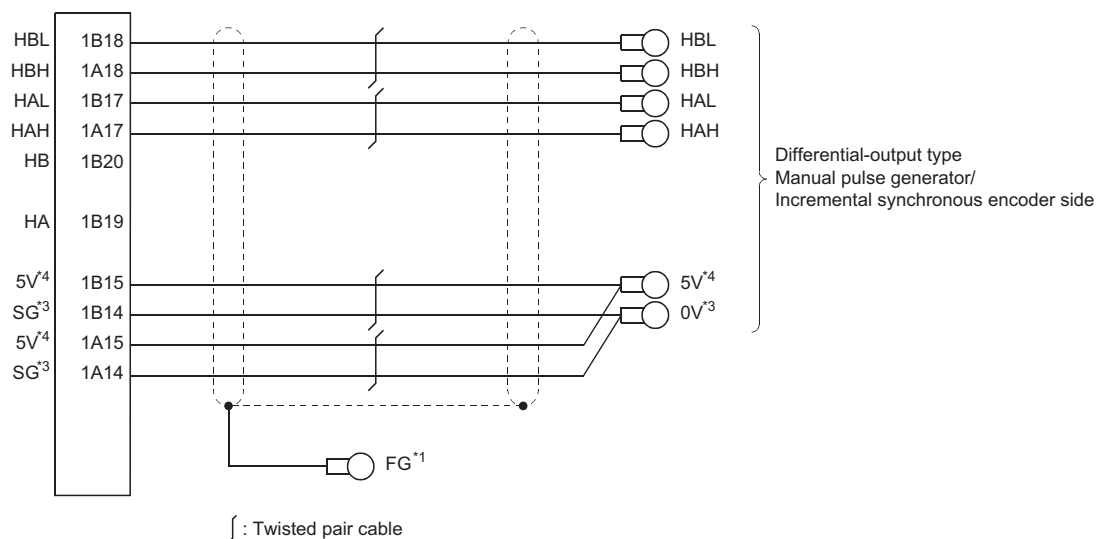 HBL 1B18 HBL
HBH 1A18 HBH
HAL 1B17 HAL
HAH 1A17 HAH
HB 1B20
Differential-output type
Manual pulse generator/
Incremental synchronous encoder side
HA 1B19
5V*4 1B15 5V*4
SG*3 1B14 0V*3
5V*4 1A15
SG*3 1A14
FG*1
: Twisted pair cable